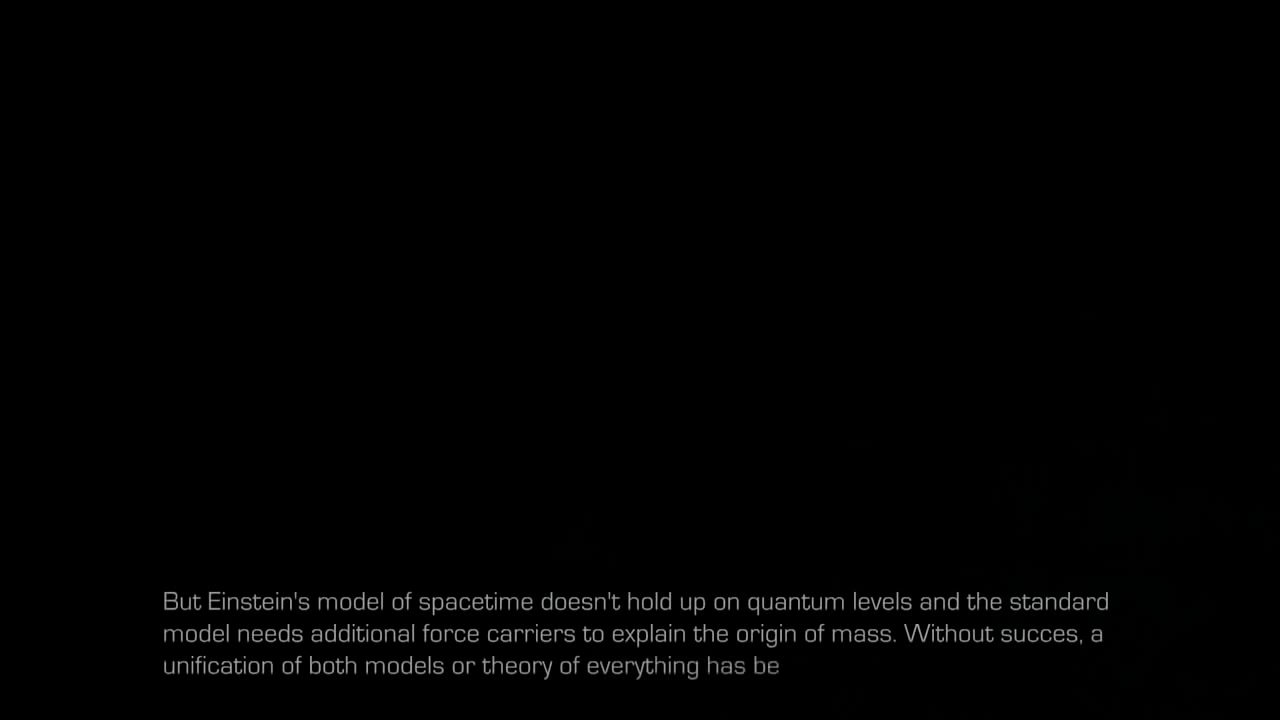 But Einstein's model of spacetime doesn't hold up on quantum levels and the standard
model needs additional force carriers to explain the origin of mass. Without succes, a
unification of both models or theory of everything has be